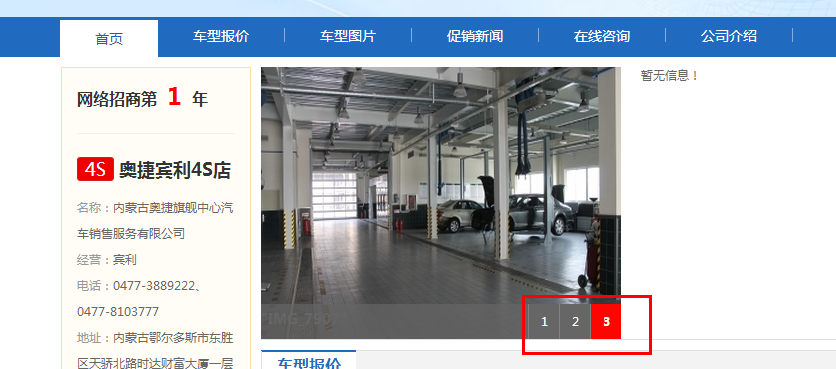 首页
车型报价
车型图片
促销新闻
在线咨询
公司介绍
网络招商第 1 年
4S 奥捷宾利4S店
名称：内蒙古奥捷旗舰中心汽
车销售服务有限公司
经营：宾利
电话：0477-3889222、
0477-8103777
地址：内蒙古鄂尔多斯市东胜
区天骄北路时达财富大厦一层
IMG_790
1 2 3
暂无信息！
车型报价